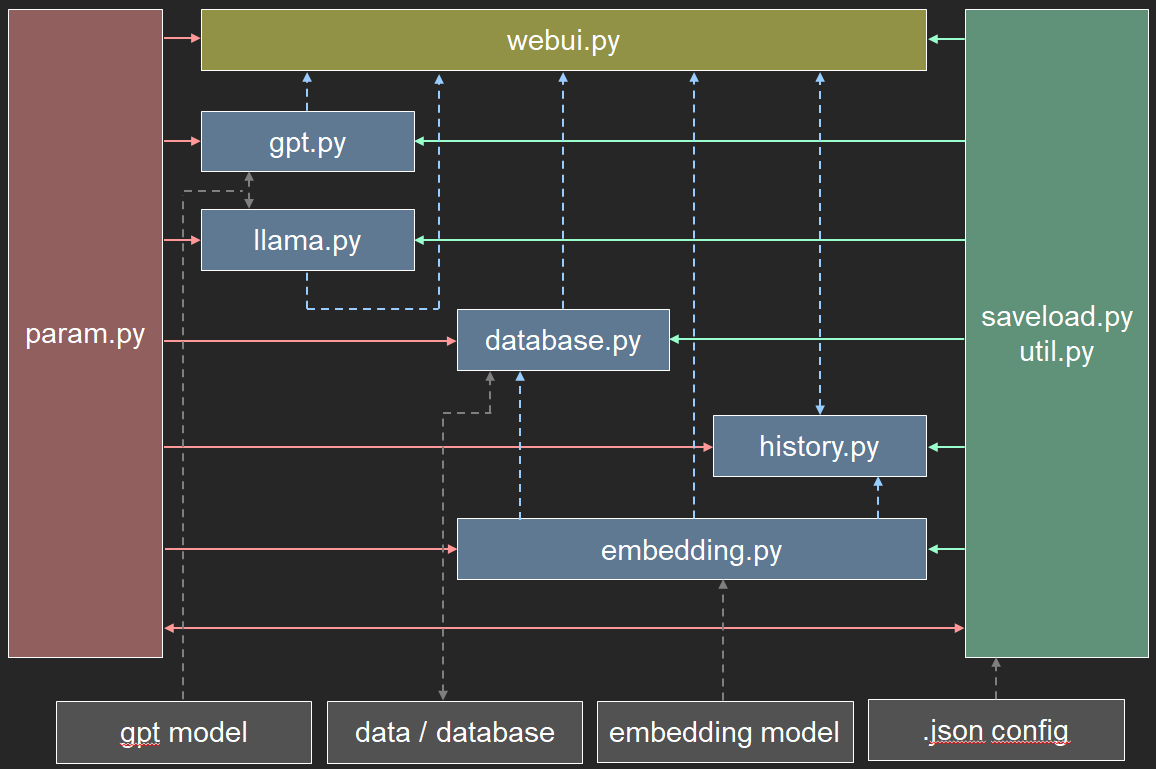 webui.py
gpt.py
llama.py
param.py
saveload.py
util.py
database.py
history.py
embedding.py
gpt model
data / database
embedding model
.json config